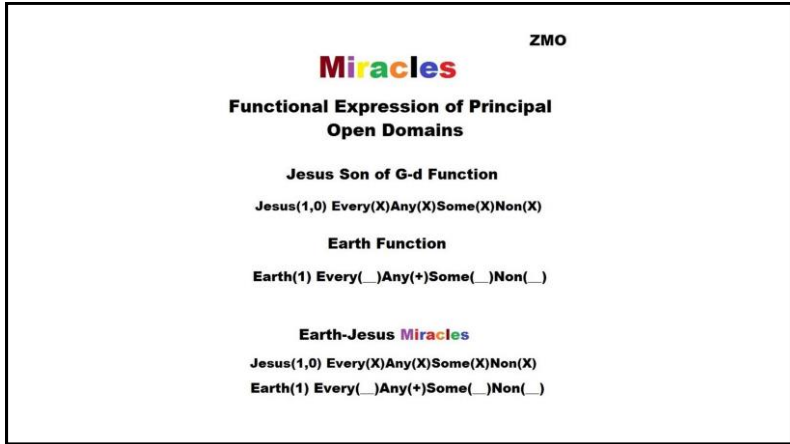 ZMO
Miracles
Functional Expression of Principal
Open Domains
Jesus Son of G-d Function
Jesus(1,0) Every(X)Any(X)Some(X)Non(X)
Earth Function
Earth(1) Every(__)Any(+)Some(__)Non(__)
Earth-Jesus Miracles
Jesus(1,0) Every(X)Any(X)Some(X)Non(X)
Earth(1) Every(__)Any(+)Some(__)Non(__)